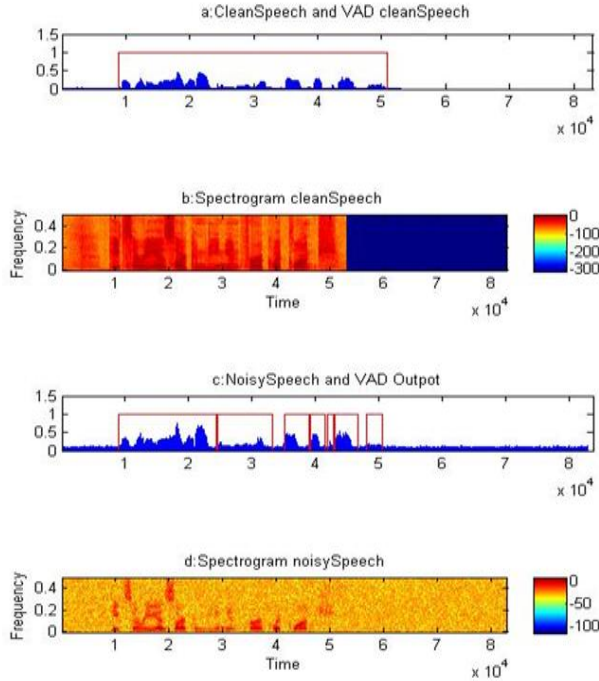 a:CleanSpeech and VAD cleanSpeech
1.5
1
0.5
0
1 2 3 4 5 6 7 8
x 10^4
b:Spectrogram cleanSpeech
Frequency
0.4
0.2
0
1 2 3 4 5 6 7 8
Time
x 10^4
0
-100
-200
-300
c:NoisySpeech and VAD Outpot
1.5
1
0.5
0
1 2 3 4 5 6 7 8
x 10^4
d:Spectrogram noisySpeech
Frequency
0.4
0.2
0
1 2 3 4 5 6 7 8
Time
x 10^4
0
-50
-100